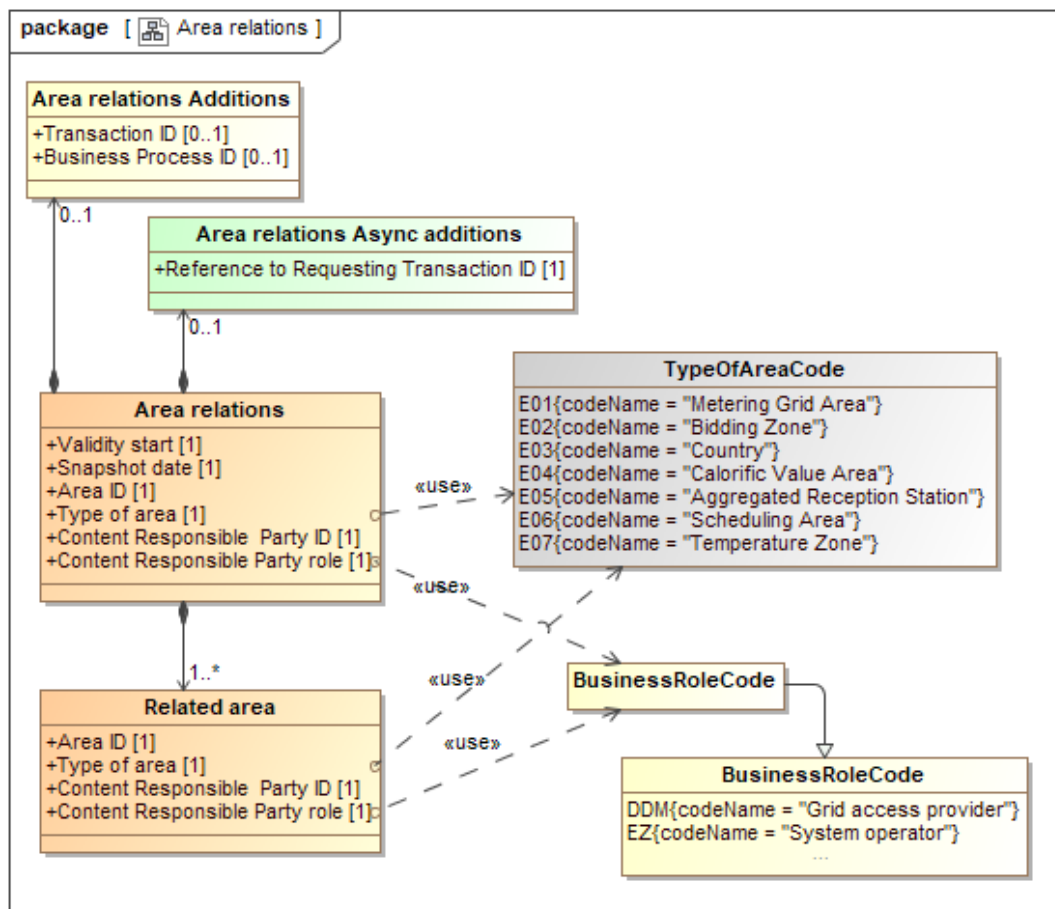 package [ Area relations ]
Area relations Additions
+Transaction ID [0..1]
+Business Process ID [0..1]
0..1
Area relations Async additions
+Reference to Requesting Transaction ID [1]
0..1
Area relations
+Validity start [1]
+Snapshot date [1]
+Area ID [1]
+Type of area [1]
+Content Responsible  Party ID [1]
+Content Responsible Party role [1]
TypeOfAreaCode
E01{codeName = "Metering Grid Area"}
E02{codeName = "Bidding Zone"}
E03{codeName = "Country"}
E04{codeName = "Calorific Value Area"}
E05{codeName = "Aggregated Reception Station"}
E06{codeName = "Scheduling Area"}
E07{codeName = "Temperature Zone"}
«use»
«use»
1..*
«use»
«use»
Related area
+Area ID [1]
+Type of area [1]
+Content Responsible  Party ID [1]
+Content Responsible Party role [1]
BusinessRoleCode
BusinessRoleCode
DDM{codeName = "Grid access provider"}
EZ{codeName = "System operator"}
...